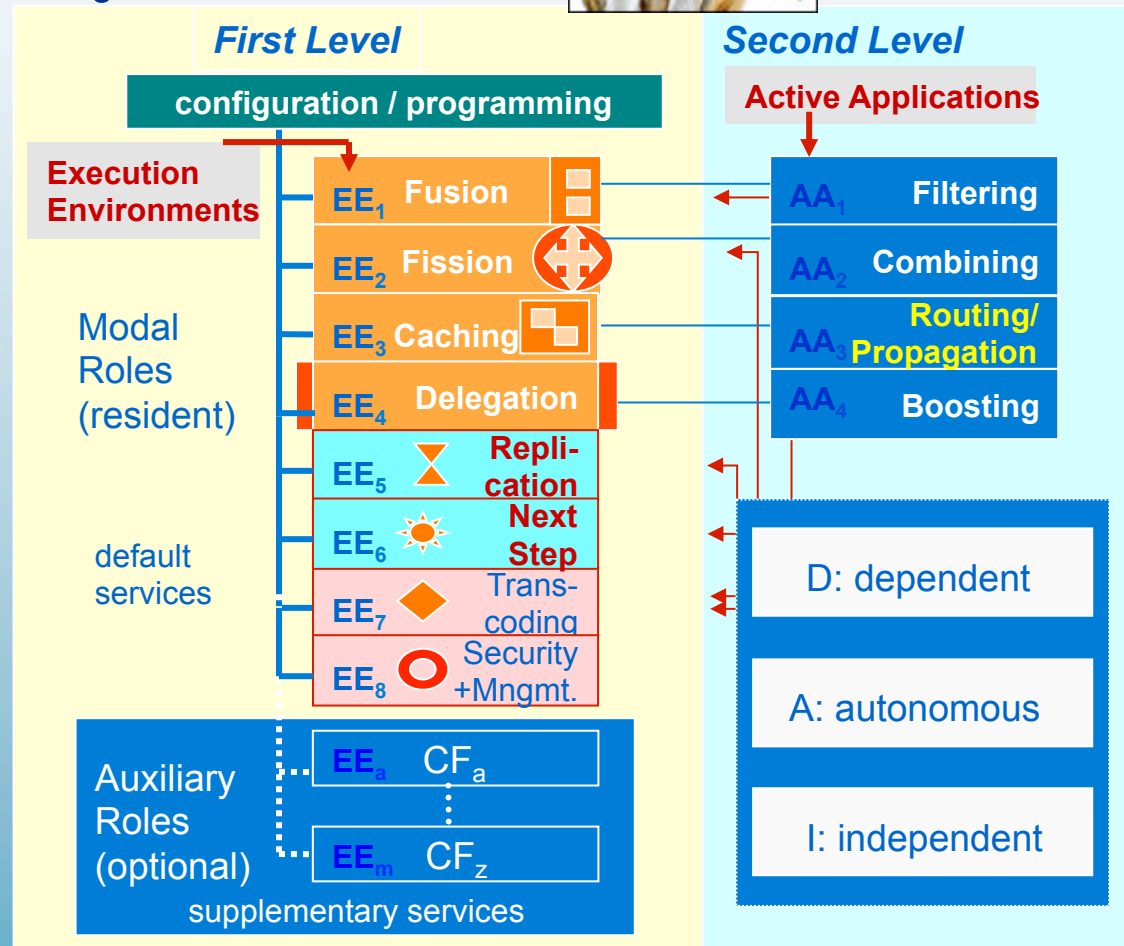 First Level
Second Level
configuration / programming
Active Applications
Execution
Environments
EE1 Fusion
EE2 Fission
EE3 Caching
EE4 Delegation
AA1 Filtering
AA2 Combining
AA3 Routing/
Propagation
AA4 Boosting
Modal
Roles
(resident)
EE5 Repli-
cation
EE6 Next
Step
default
services
EE7 Trans-
coding
EE8 Security
+Mngmt.
D: dependent
A: autonomous
I: independent
Auxiliary
Roles
(optional)
EEa CFa
EEm CFz
supplementary services